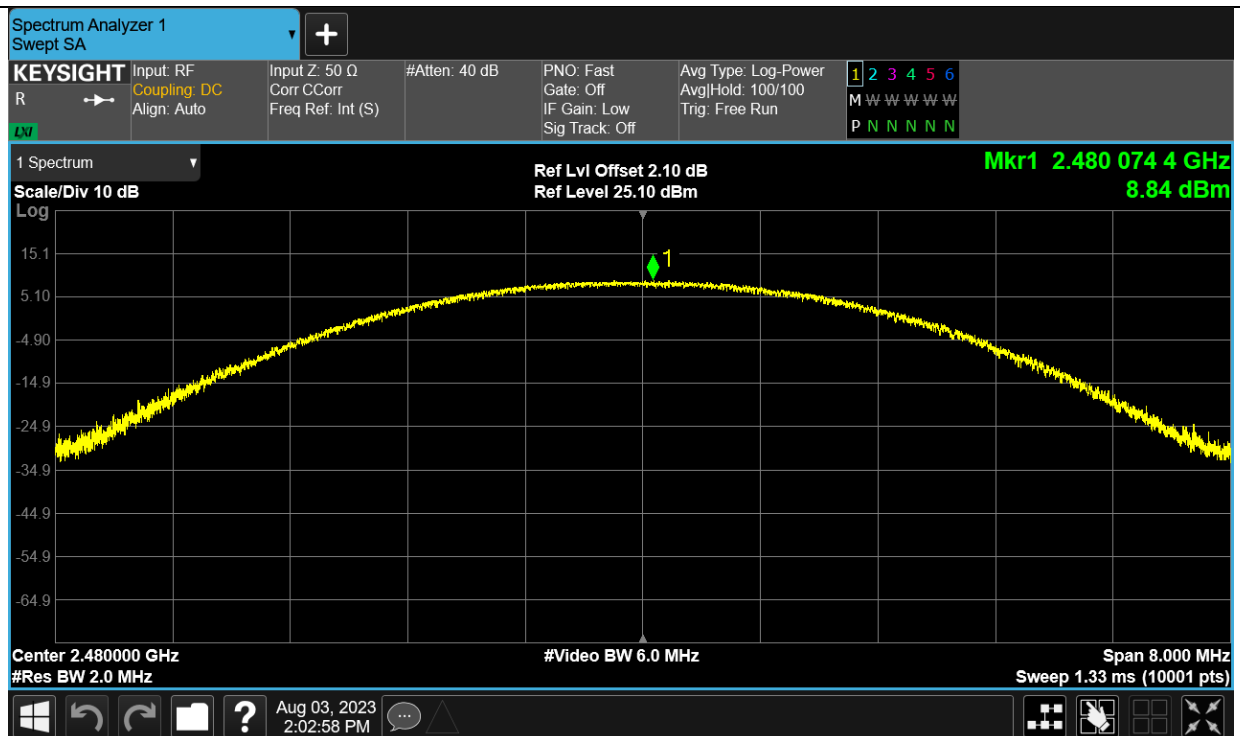 Spectrum Analyzer 1
Swept SA
+
KEYSIGHT
R
LXI
Input: RF
Coupling: DC
Align: Auto
Input Z: 50 Ω
Corr CCorr
Freq Ref: Int (S)
#Atten: 40 dB
PNO: Fast
Gate: Off
IF Gain: Low
Sig Track: Off
Avg Type: Log-Power
Avg|Hold: 100/100
Trig: Free Run
1 2 3 4 5 6
M W W W W W
P N N N N N
1 Spectrum
Scale/Div 10 dB
Log
Ref Lvl Offset 2.10 dB
Ref Level 25.10 dBm
Mkr1 2.480 074 4 GHz
8.84 dBm
1
15.1
5.10
-4.90
-14.9
-24.9
-34.9
-44.9
-54.9
-64.9
Center 2.480000 GHz
#Res BW 2.0 MHz
#Video BW 6.0 MHz
Span 8.000 MHz
Sweep 1.33 ms (10001 pts)
?
Aug 03, 2023
2:02:58 PM